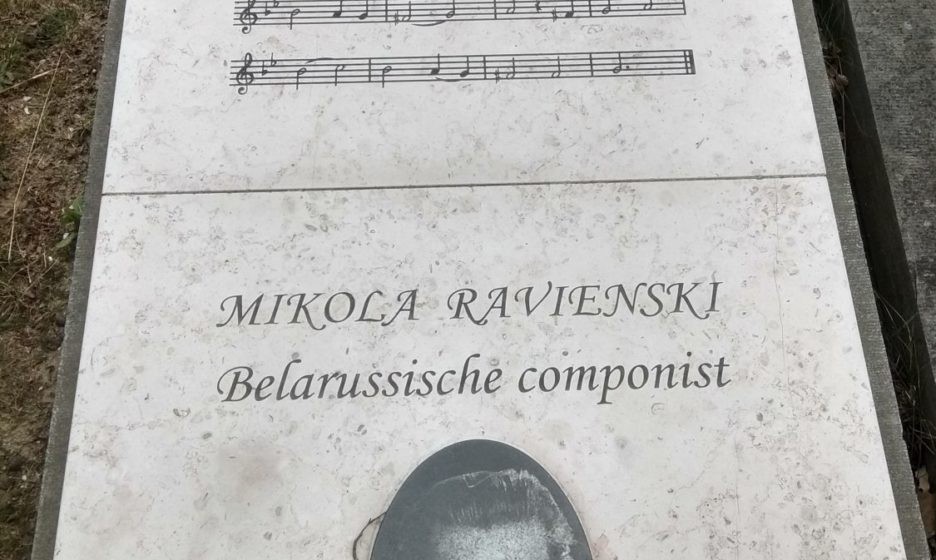 MIKOLA RAVIENSKI
Belarussische componist